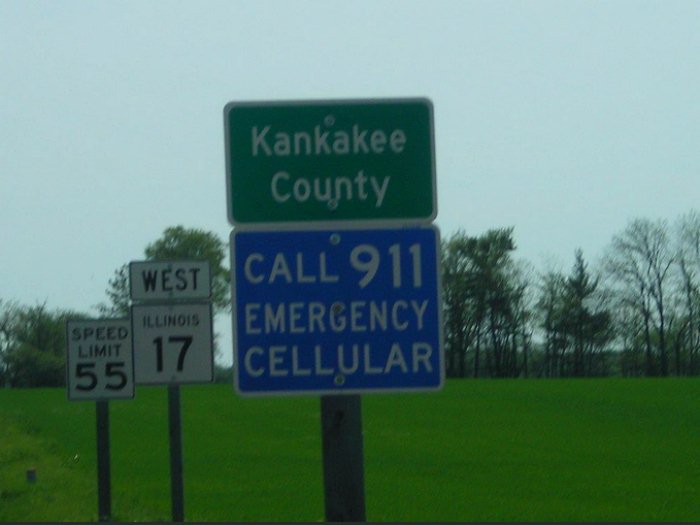 Kankakee
County
CALL 911
EMERGENCY
CELLULAR
WEST
ILLINOIS
17
SPEED
LIMIT
55